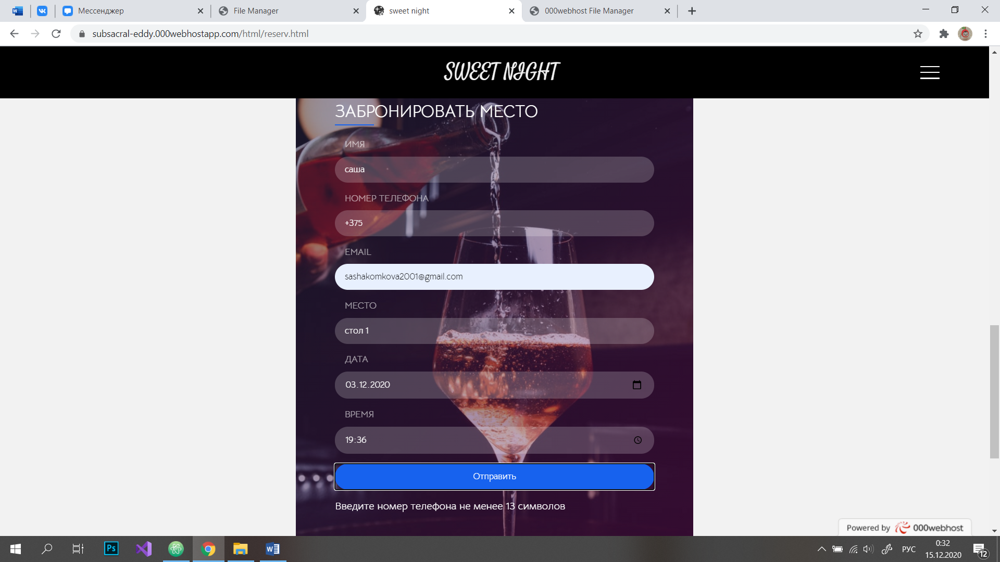 Мессенджер
File Manager
sweet night
000webhost File Manager
subsacral-eddy.000webhostapp.com/html/reserv.html
SWEET NIGHT
ЗАБРОНИРОВАТЬ МЕСТО
ИМЯ
саша
НОМЕР ТЕЛЕФОНА
+375
EMAIL
sashakomkova2001@gmail.com
МЕСТО
стол 1
ДАТА
03.12.2020
ВРЕМЯ
19:36
Отправить
Введите номер телефона не менее 13 символов
Powered by 000webhost
Ps
РУС
0:32
15.12.2020
12